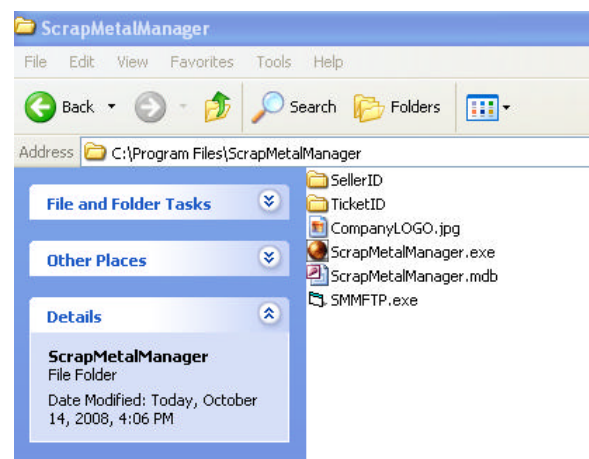 ScrapMetalManager
File Edit View Favorites Tools Help
Back Search Folders
Address C:\Program Files\ScrapMetalManager
File and Folder Tasks
Other Places
Details
ScrapMetalManager
File Folder
Date Modified: Today, October
14, 2008, 4:06 PM
SellerID
TicketID
CompanyLOGO.jpg
ScrapMetalManager.exe
ScrapMetalManager.mdb
SMMFTP.exe